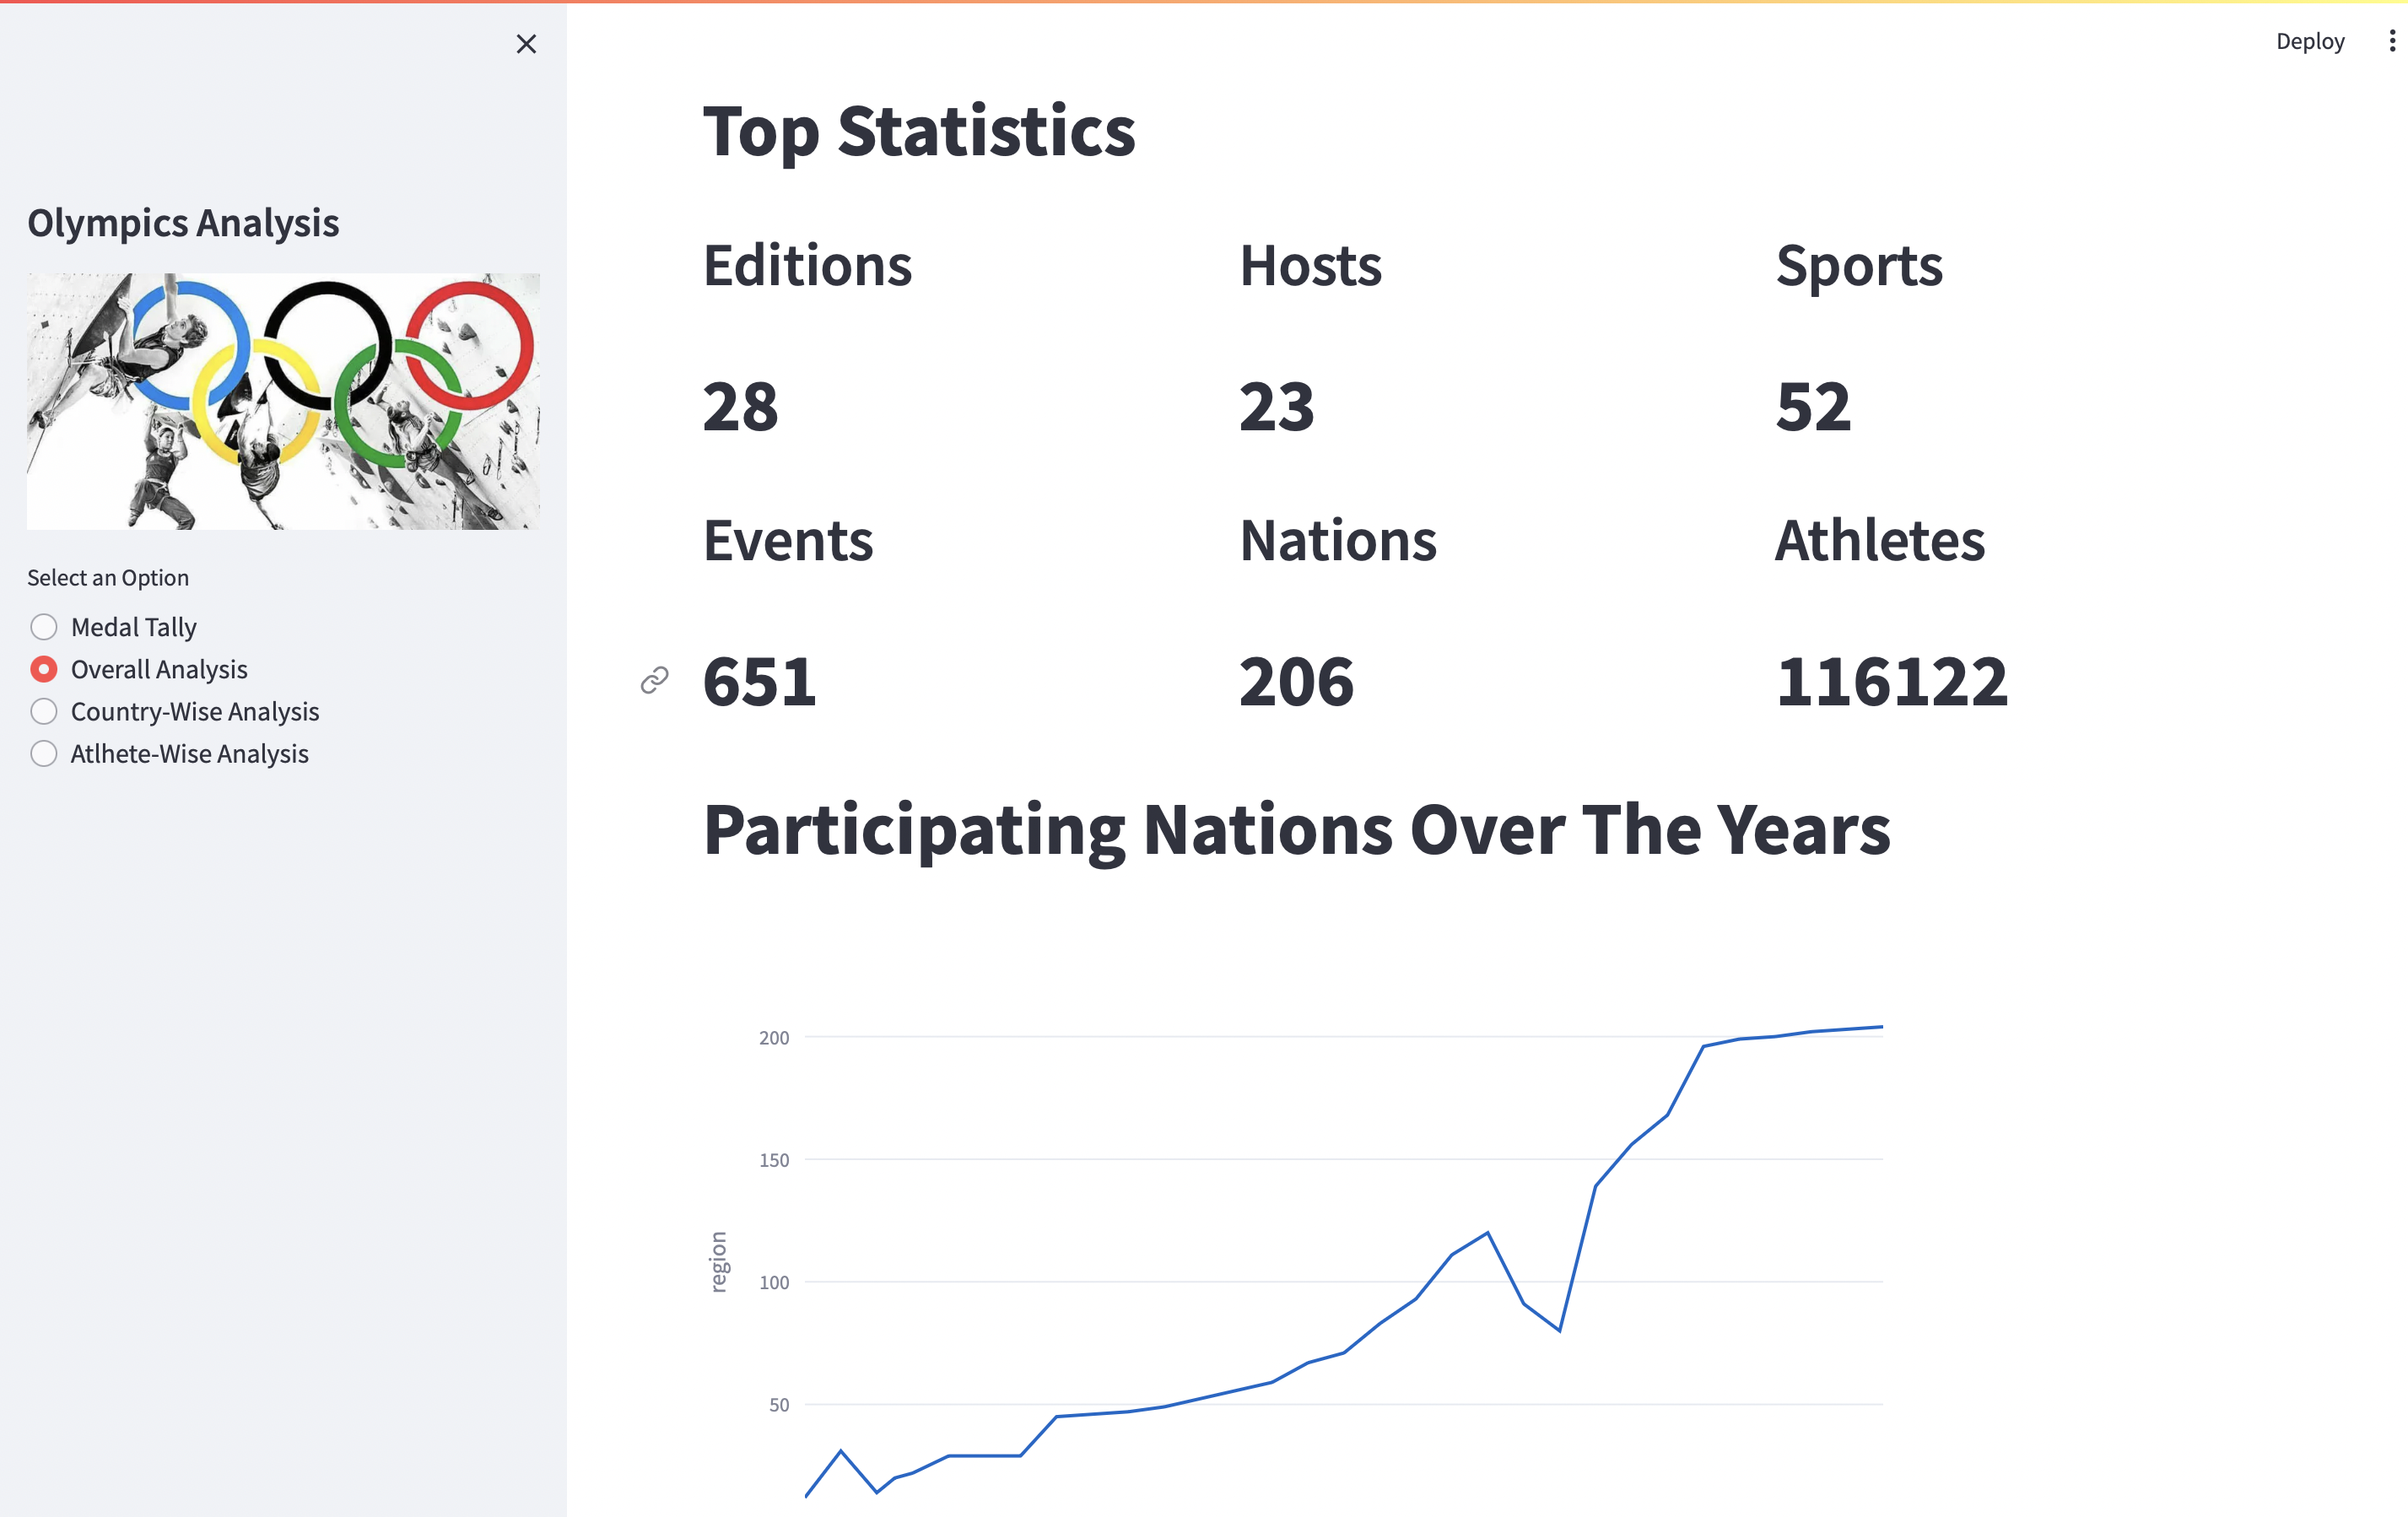 Deploy
Olympics Analysis
Select an Option
Medal Tally
Overall Analysis
Country-Wise Analysis
Atlhete-Wise Analysis
Top Statistics
Editions Hosts Sports
28 23 52
Events Nations Athletes
651 206 116122
Participating Nations Over The Years
200
150
region
100
50